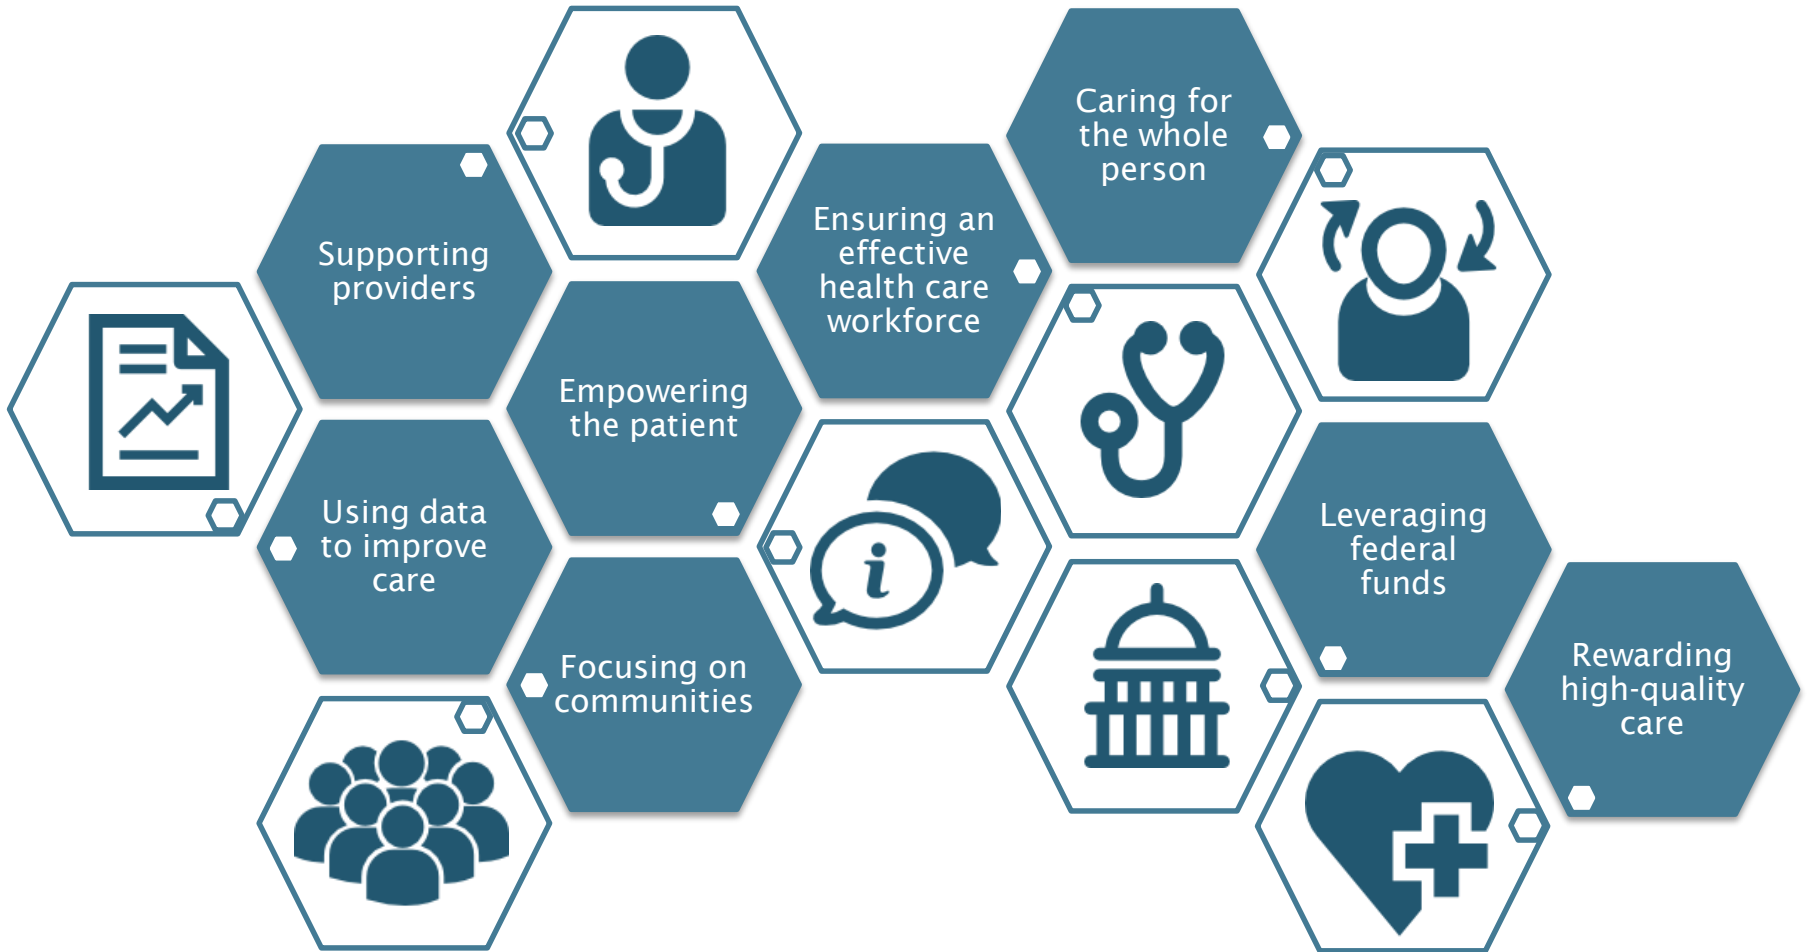 Caring for
the whole
person
Supporting
providers
Ensuring an
effective
health care
workforce
Empowering
the patient
Using data
to improve
care
i
Leveraging
federal
funds
Focusing on
communities
Rewarding
high-quality
care